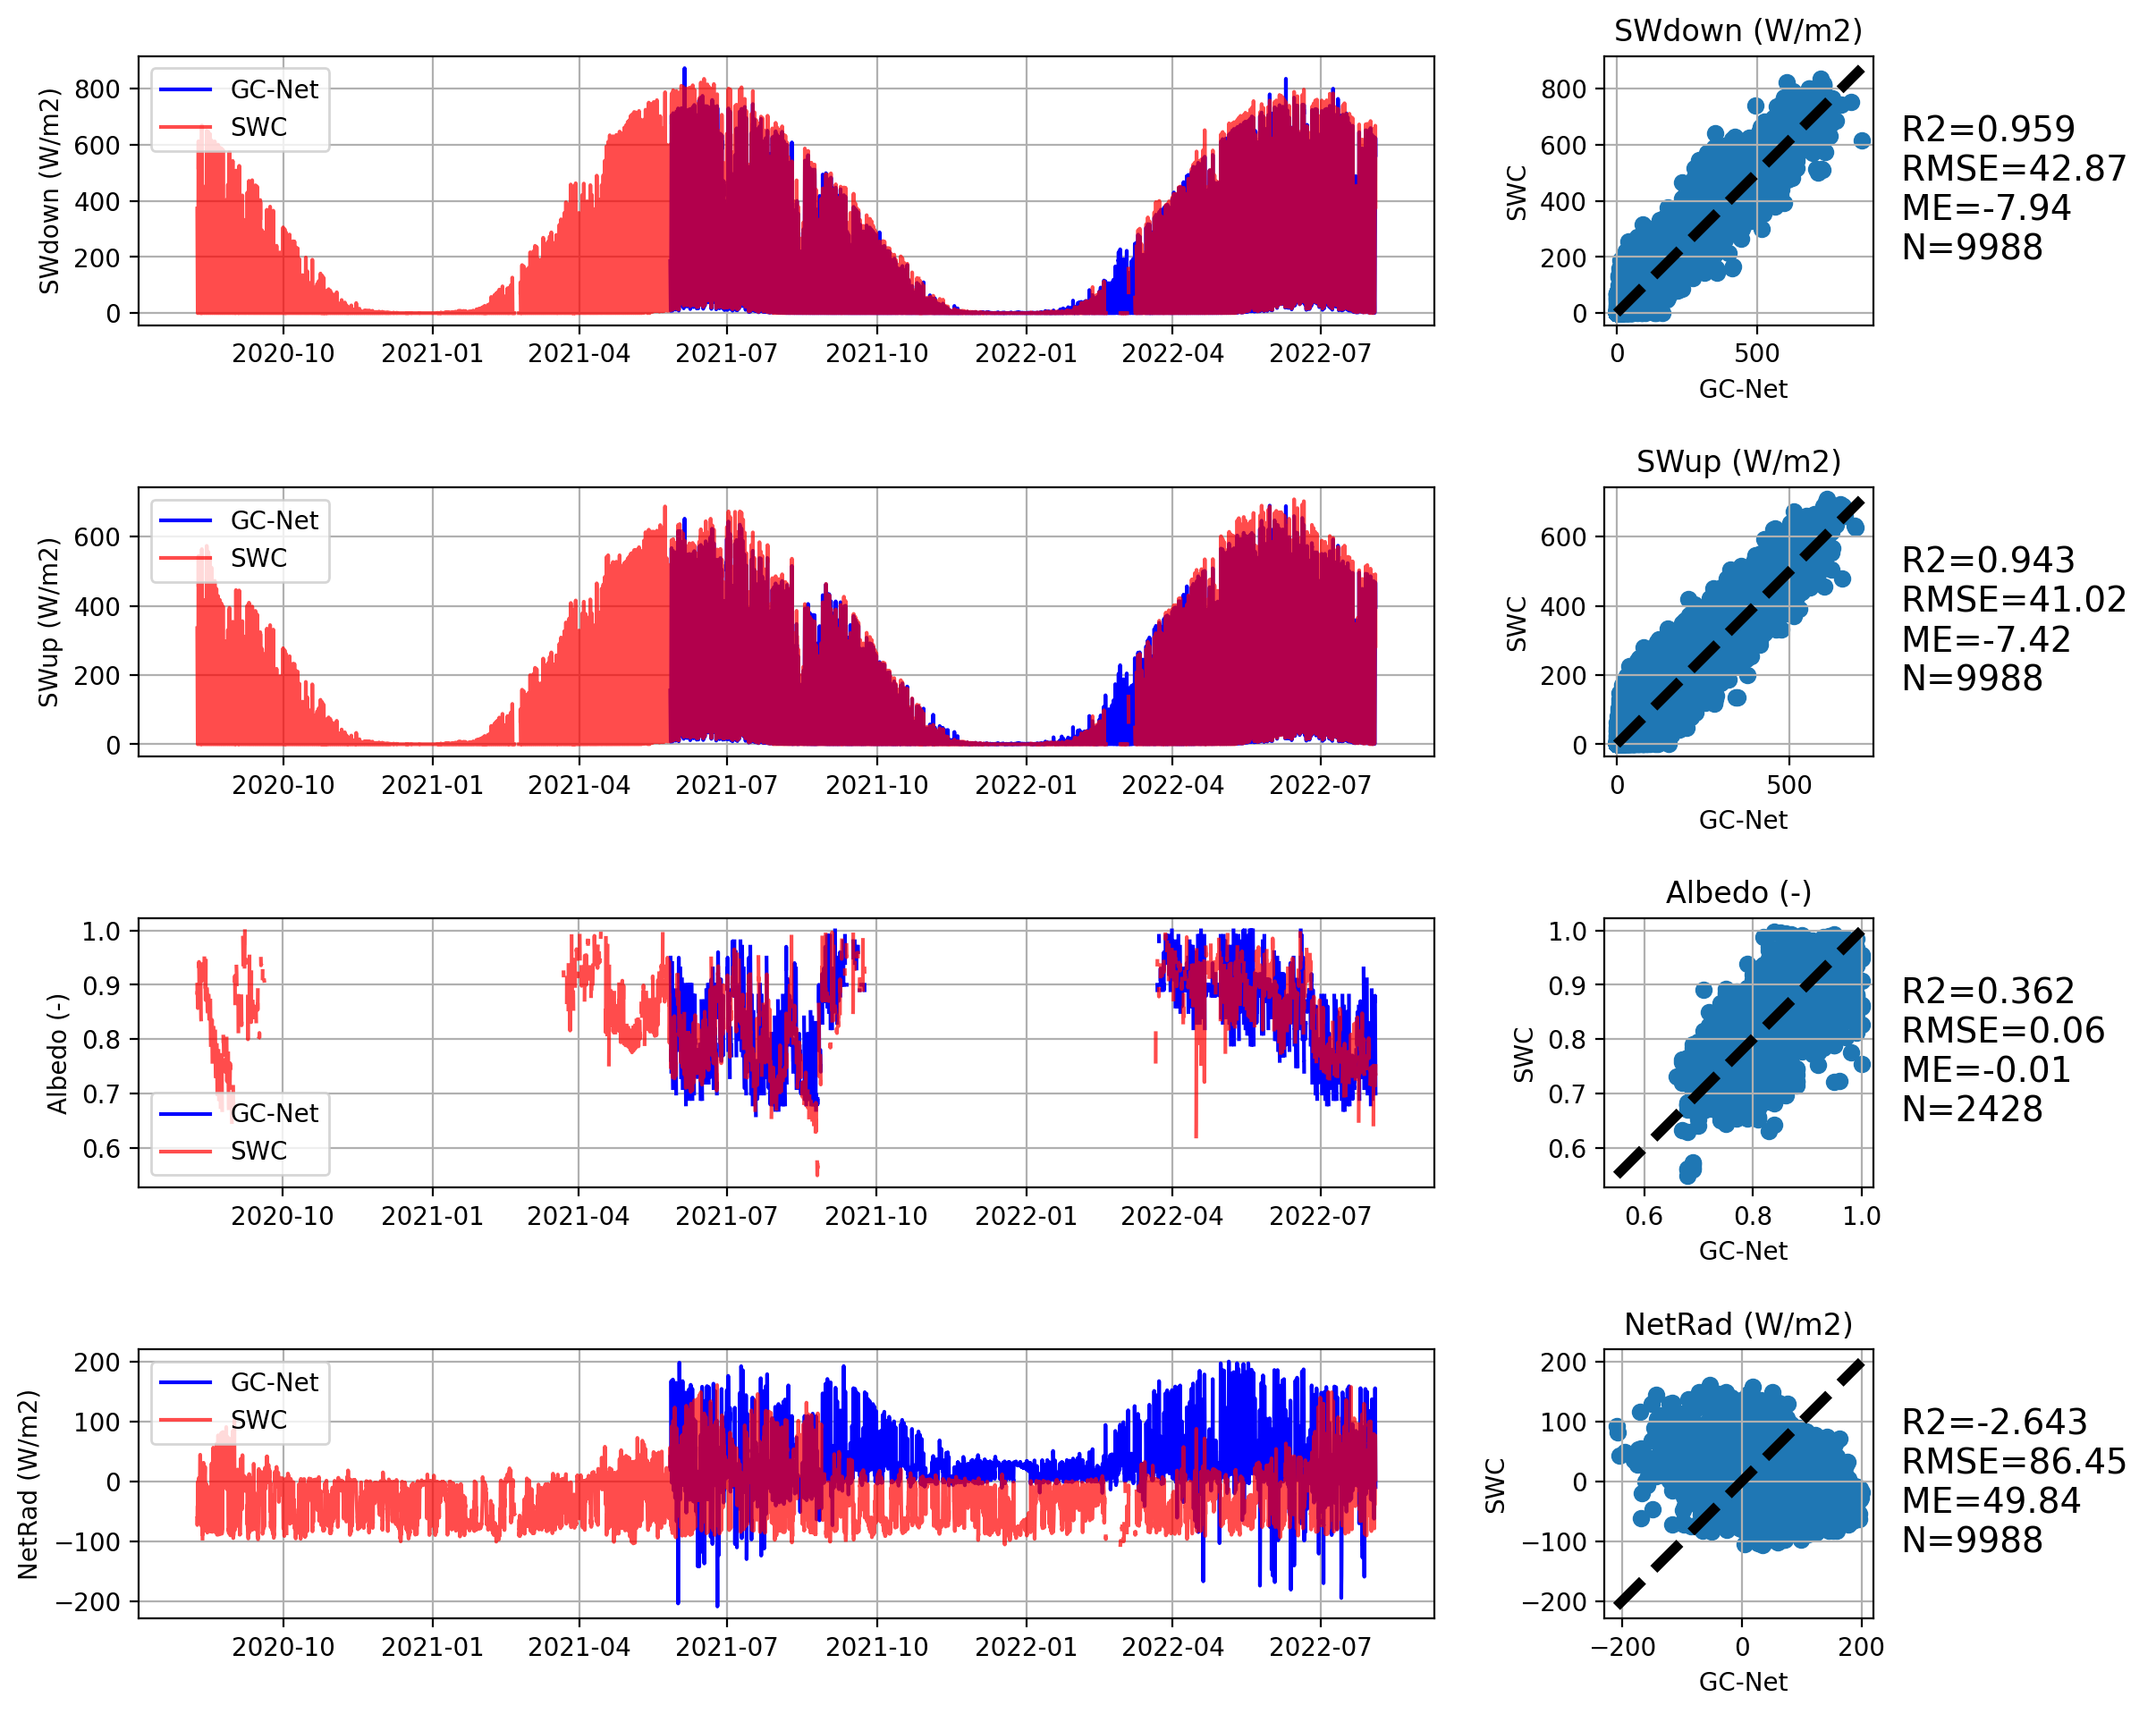 SWdown (W/m2)
800
600
400
200
0
GC-Net
SWC
2020-10 2021-01 2021-04 2021-07 2021-10 2022-01 2022-04 2022-07
SWdown (W/m2)
SWC
800
600
400
200
0
0 500
GC-Net
R2=0.959
RMSE=42.87
ME=-7.94
N=9988
SWup (W/m2)
600
400
200
0
GC-Net
SWC
2020-10 2021-01 2021-04 2021-07 2021-10 2022-01 2022-04 2022-07
SWup (W/m2)
SWC
600
400
200
0
0 500
GC-Net
R2=0.943
RMSE=41.02
ME=-7.42
N=9988
Albedo (-)
1.0
0.9
0.8
0.7
0.6
GC-Net
SWC
2020-10 2021-01 2021-04 2021-07 2021-10 2022-01 2022-04 2022-07
Albedo (-)
SWC
1.0
0.9
0.8
0.7
0.6
0.6 0.8 1.0
GC-Net
R2=0.362
RMSE=0.06
ME=-0.01
N=2428
NetRad (W/m2)
200
100
0
−100
−200
GC-Net
SWC
2020-10 2021-01 2021-04 2021-07 2021-10 2022-01 2022-04 2022-07
NetRad (W/m2)
SWC
200
100
0
−100
−200
−200 0 200
GC-Net
R2=-2.643
RMSE=86.45
ME=49.84
N=9988